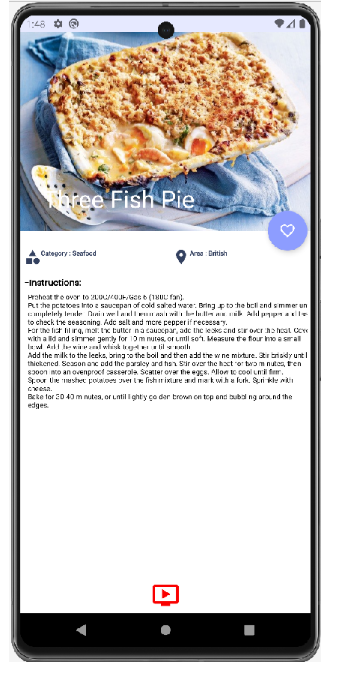 1:48
Three Fish Pie
Category : Seafood
Area : British
-Instructions:
Preheat the oven to 200C/400F/Gas 6 (180C fan).
Put the potatoes into a saucepan of cold salted water. Bring up to the boil and simmer un
completely tender. Drain well and then mash with the butter and milk. Add pepper and tas
to check the seasoning. Add salt and more pepper if necessary.
For the fish filling, melt the butter in a saucepan, add the leeks and stir over the heat. Cove
with a lid and simmer gently for 10 minutes, or until soft. Measure the flour into a small
bowl. Add the wine and whisk together until smooth.
Add the milk to the leeks, bring to the boil and then add the wine mixture. Stir briskly until
thickened. Season and add the parsley and fish. Stir over the heat for two minutes, then
spoon into an ovenproof casserole. Scatter over the eggs. Allow to cool until firm.
Spoon the mashed potatoes over the fish mixture and mark with a fork. Sprinkle with
cheese.
Bake for 30-40 minutes, or until lightly golden-brown on top and bubbling around the
edges.